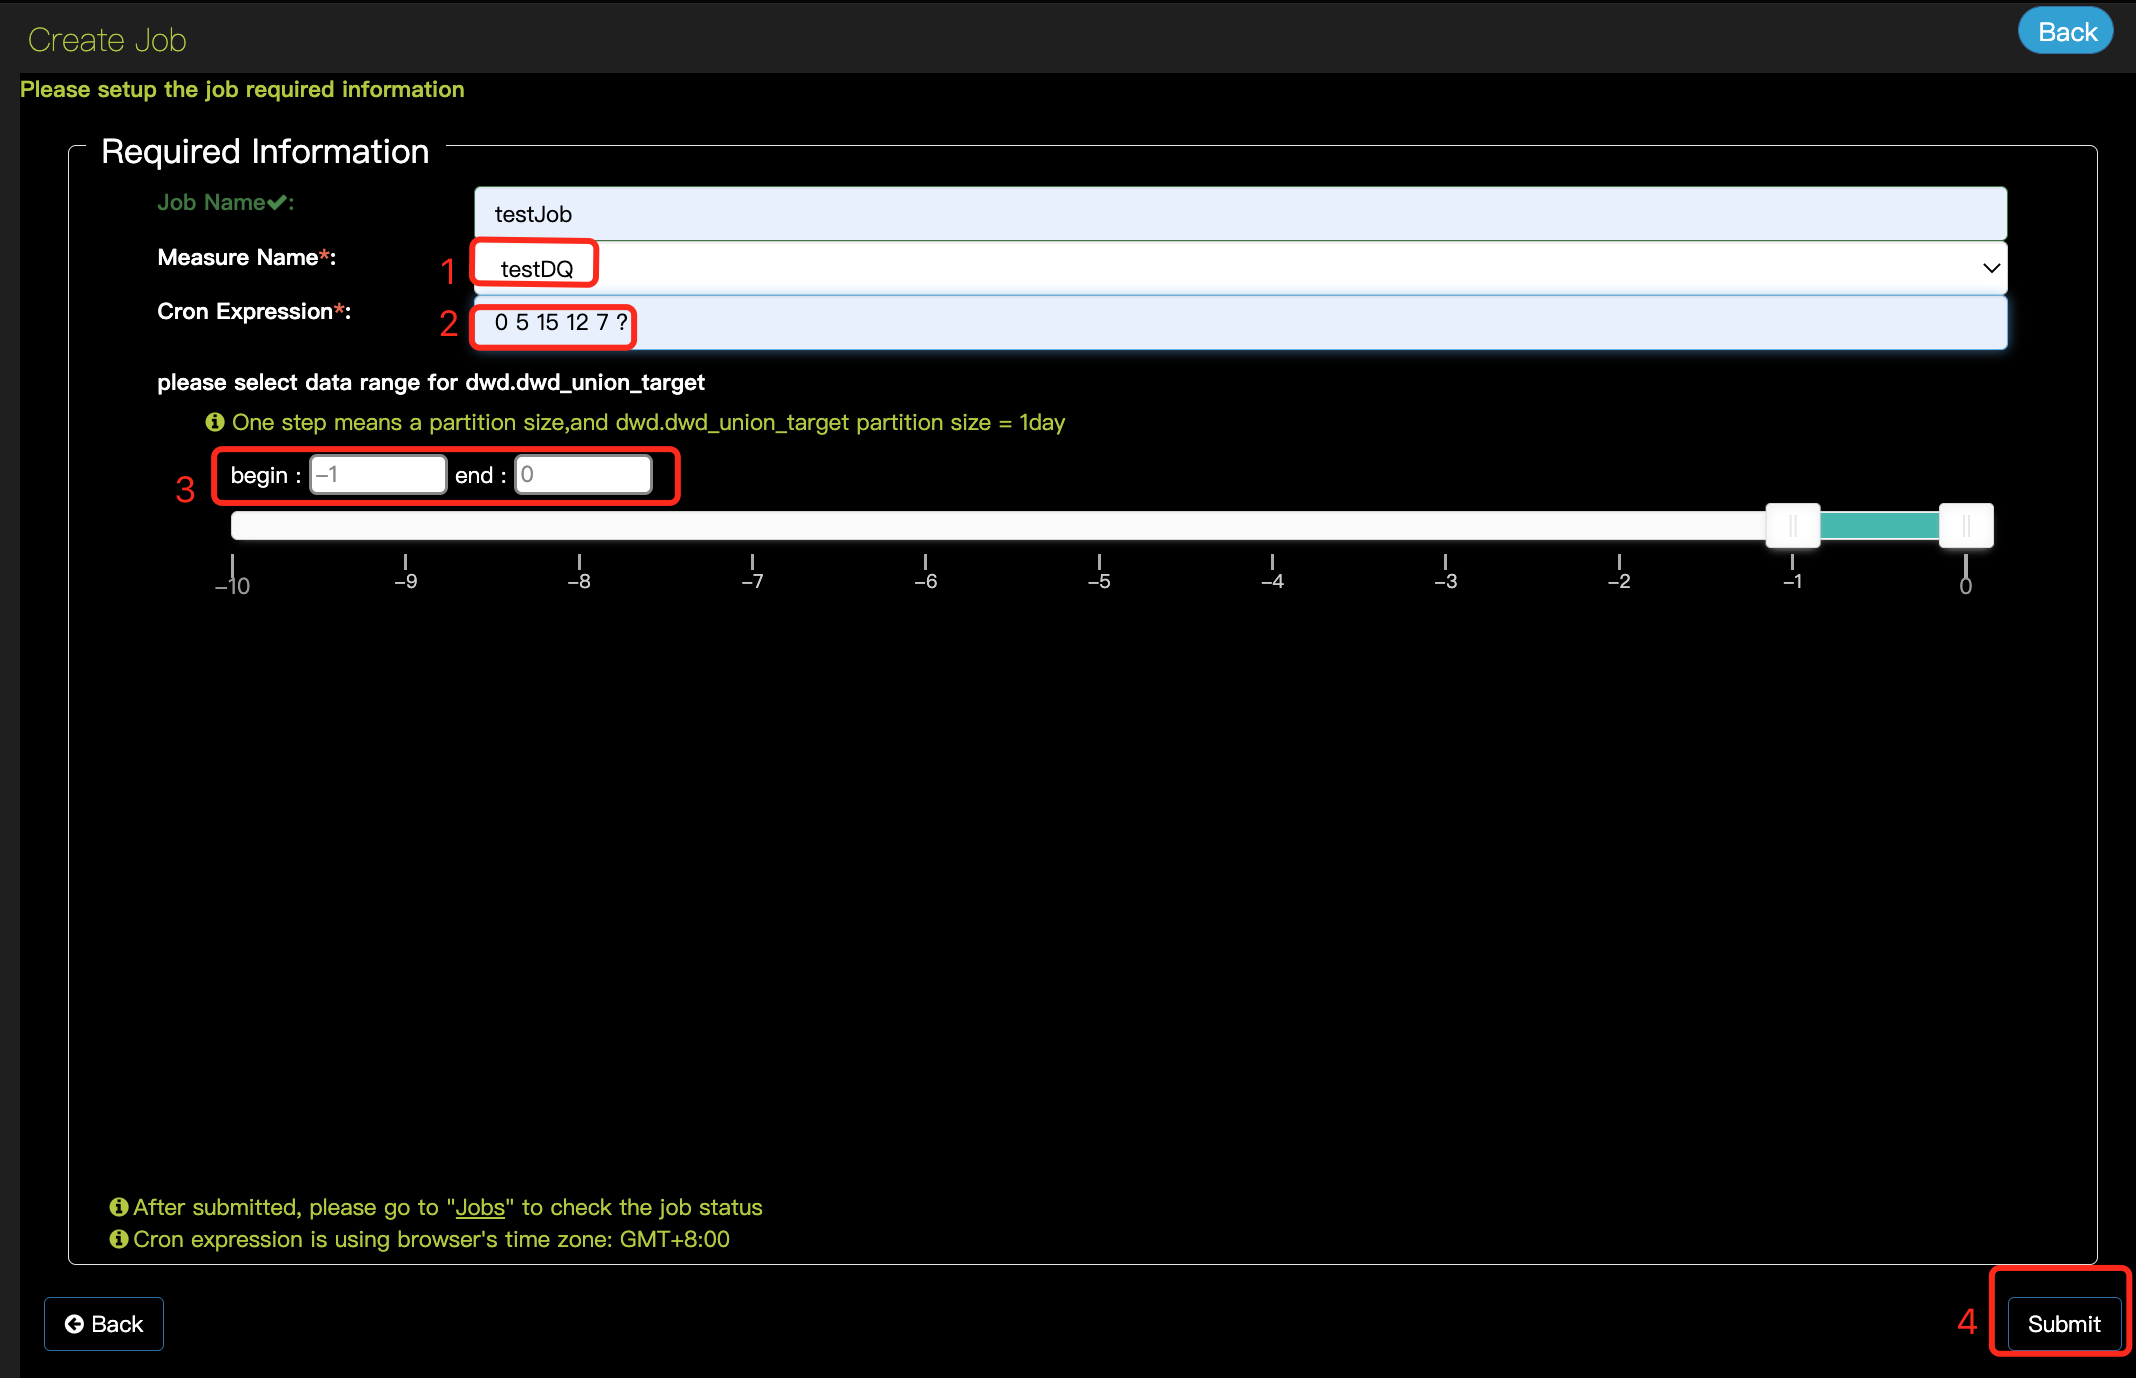 Create Job
Back
Please setup the job required information
Required Information
Job Name✔:
testJob
Measure Name*:
1
testDQ
Cron Expression*:
2
0 5 15 12 7 ?
please select data range for dwd.dwd_union_target
One step means a partition size,and dwd.dwd_union_target partition size = 1day
3
begin : -1 end : 0
-10 -9 -8 -7 -6 -5 -4 -3 -2 -1 0
After submitted, please go to "Jobs" to check the job status
Cron expression is using browser's time zone: GMT+8:00
Back
4
Submit